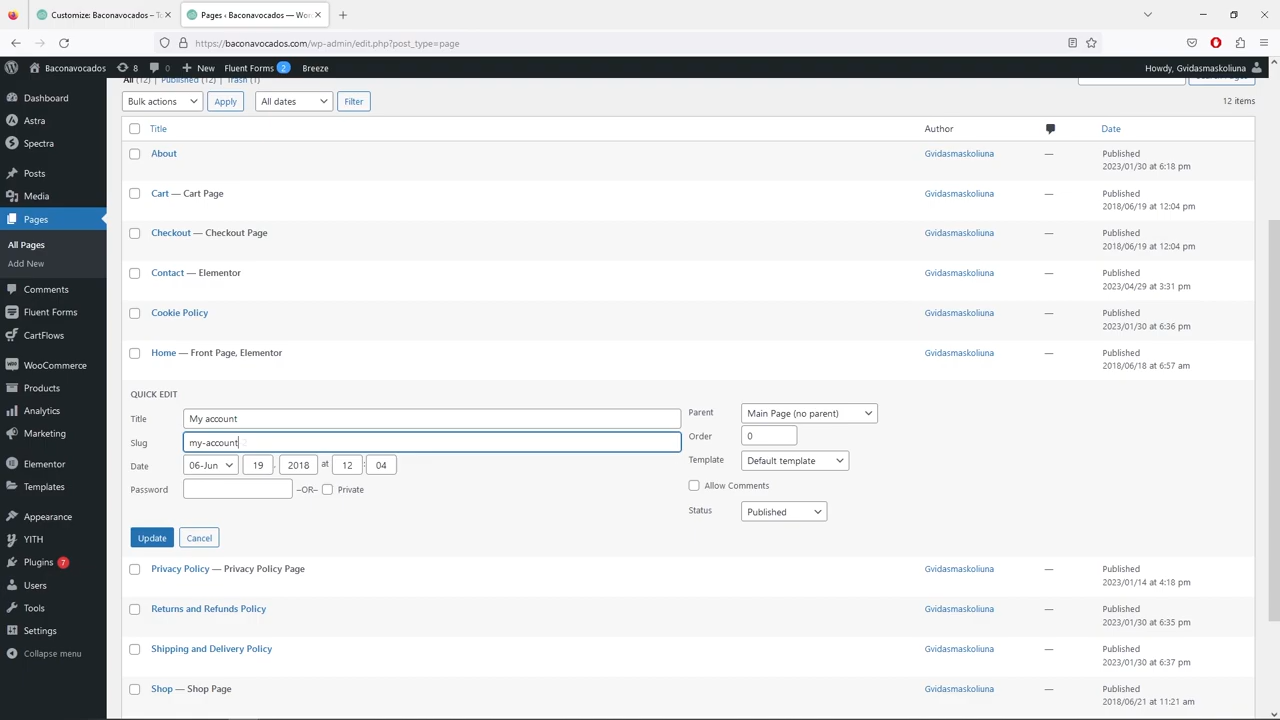 Customize: Baconavocados – T
Pages ‹ Baconavocados — Wor
https://baconavocados.com/wp-admin/edit.php?post_type=page
Baconavocados 8 0 New Fluent Forms 2 Breeze Howdy, Gvidasmaskoliuna
Dashboard
Astra
Spectra
Posts
Media
Pages
All Pages
Add New
Comments
Fluent Forms
CartFlows
WooCommerce
Products
Analytics
Marketing
Elementor
Templates
Appearance
YITH
Plugins 7
Users
Tools
Settings
Collapse menu
All (12) Published (12) Trash (1)
Bulk actions Apply All dates Filter 12 items
Title Author Date
About Gvidasmaskoliuna — Published
2023/01/30 at 6:18 pm
Cart — Cart Page Gvidasmaskoliuna — Published
2018/06/19 at 12:04 pm
Checkout — Checkout Page Gvidasmaskoliuna — Published
2018/06/19 at 12:04 pm
Contact — Elementor Gvidasmaskoliuna — Published
2023/04/29 at 3:31 pm
Cookie Policy Gvidasmaskoliuna — Published
2023/01/30 at 6:36 pm
Home — Front Page, Elementor Gvidasmaskoliuna — Published
2018/06/18 at 6:57 am
QUICK EDIT
Title My account
Slug my-account
Date 06-Jun 19 , 2018 at 12 : 04
Password –OR– Private
Parent Main Page (no parent)
Order 0
Template Default template
Allow Comments
Status Published
Update Cancel
Privacy Policy — Privacy Policy Page Gvidasmaskoliuna — Published
2023/01/14 at 4:18 pm
Returns and Refunds Policy Gvidasmaskoliuna — Published
2023/01/30 at 6:35 pm
Shipping and Delivery Policy Gvidasmaskoliuna — Published
2023/01/30 at 6:37 pm
Shop — Shop Page Gvidasmaskoliuna — Published
2018/06/21 at 11:21 am